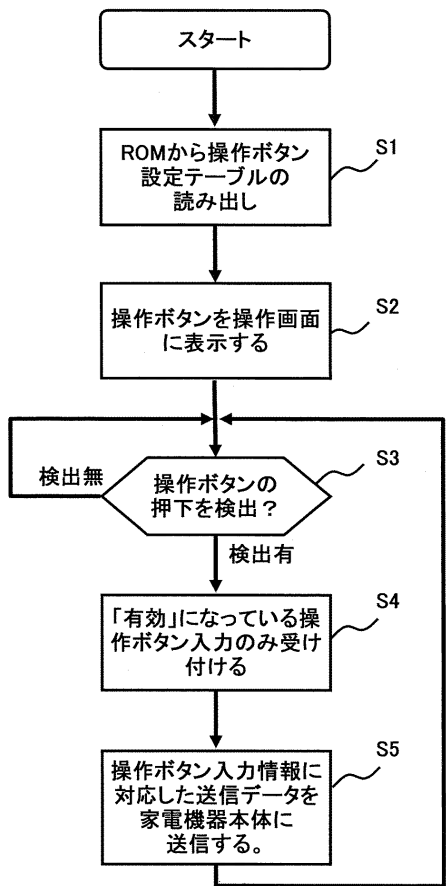 スタート
ROMから操作ボタン
設定テーブルの
読み出し
S1
操作ボタンを操作画面
に表示する
S2
検出無
操作ボタンの
押下を検出？
S3
検出有
「有効」になっている操
作ボタン入力のみ受け
付ける
S4
操作ボタン入力情報に
対応した送信データを
家電機器本体に
送信する。
S5